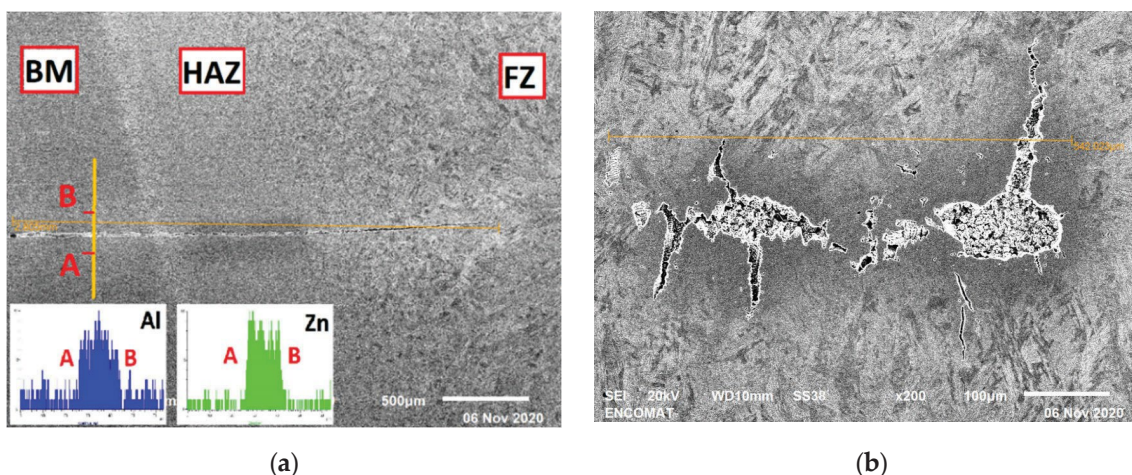 BM HAZ FZ
B
A
Al Zn
A B A B
500µm
06 Nov 2020
SEI 20kV WD10mm SS38 x200 100µm
ENCOMAT 06 Nov 2020
(a) (b)